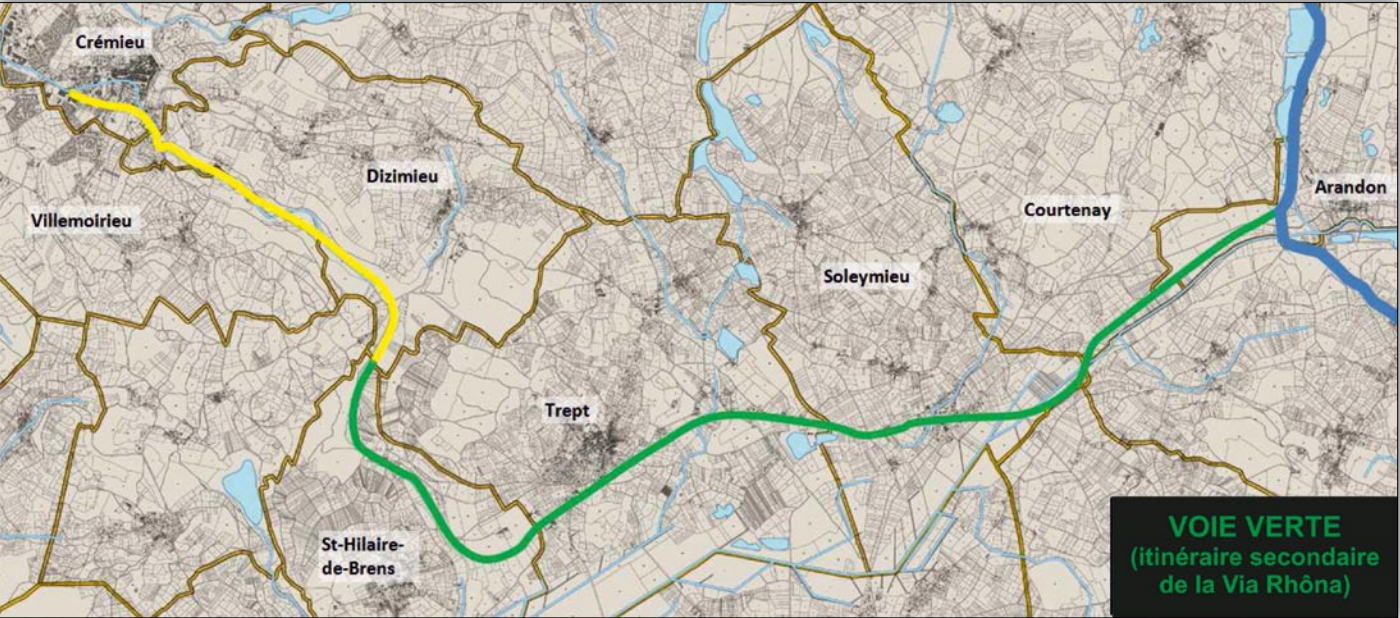 Crémieu
Dizimieu
Villemoirieu
Arandon
Courtenay
Soleymieu
Trept
St-Hilaire-
de-Brens
VOIE VERTE
(itinéraire secondaire
de la Via Rhôna)